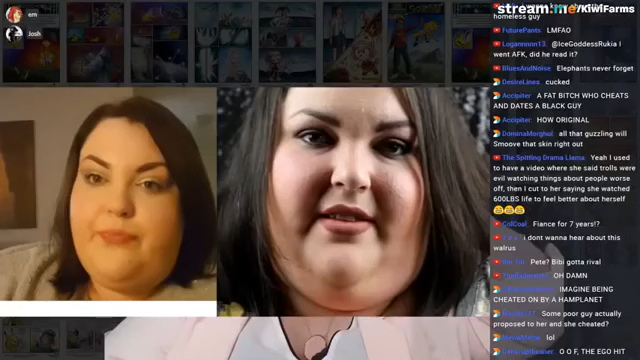 em
Josh
stream.me/KiwiFarms
homeless guy
FuturePants LMFAO
Logannnnn13. @IceGoddessRukia i
went AFK, did he read it?
BluesAndNoise Elephants never forget
DesireLines cucked
Accipiter A FAT BITCH WHO CHEATS
AND DATES A BLACK GUY
Accipiter HOW ORIGINAL
DominaMorghul all that guzzling will
Smoove that skin right out
The Spitting Drama Llama Yeah I used
to have a video where she said trolls were
evil watching things about people worse
off, then I cut to her saying she watched
600LBS life to feel better about herself
Fiance for 7 years!?
i dont wanna hear about this
walrus
Pete? Bibi gotta rival
OH DAMN
IMAGINE BEING
CHEATED ON BY A HAMPLANET
Some poor guy actually
proposed to her and she cheated?
lol
O O F, THE EGO HIT